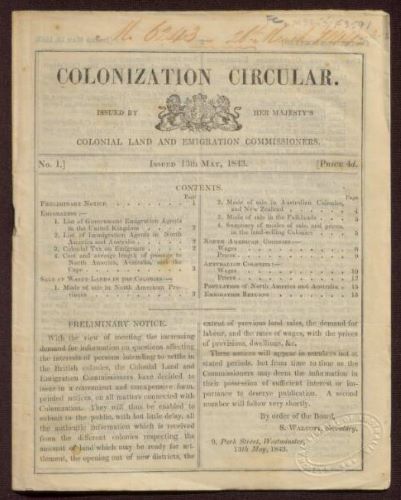 COLONIZATION CIRCULAR.
ISSUED BY HER MAJESTY'S
COLONIAL LAND AND EMIGRATION COMMISSIONERS.
No. 1.] ISSUED 13th MAY, 1843. [PRICE 4d.
CONTENTS.
Page
PRELIMINARY NOTICE 1
EMIGRATION:—
1. List of Government Emigration Agents
in the United Kingdom 2
2. List of Immigration Agents in North
America and Australia 2
3. Colonial Tax on Emigrants
4. Cost and average length of passage to
North America, Australia, and the
Cape 3
SALE OF WASTE LANDS IN THE COLONIES:—
1. Mode of sale in North American Pro-
vinces 3
Page
2. Mode of sale in Australian Colonies,
and New Zealand 4
3. Mode of sale in the Falklands 5
4. Summary of modes of sale and prices,
in the land-selling Colonies 5
NORTH AMERICAN COLONIES:—
Wages
Prices
AUSTRALIAN COLONIES:—
Wages 10
Prices
POPULATION OF NORTH AMERICA AND AUSTRALIA 15
EMIGRATION RETURNS 15
PRELIMINARY NOTICE.
With the view of meeting the increasing
demand for information on questions affecting
the interests of persons intending to settle in
the British colonies, the Colonial Land and
Emigration Commissioners have decided to
issue in a convenient and inexpensive form,
printed notices, on all matters connected with
Colonization. They will thus be enabled to
submit to the public, with but little delay, all
the authentic information which is received
from the different colonies respecting the
amount of land which may be ready for set-
tlement, the opening out of new districts, the
extent of previous land sales, the demand for
labour, and the rates of wages, with the prices
of provisions, dwellings, &c.
These notices will appear in numbers not at
stated periods, but from time to time as the
Commissioners may deem the information in
their possession of sufficient interest or im-
portance to deserve publication. A second
number will follow very shortly.
By order of the Board,
S. WALCOTT, Secretary.
9, Park Street, Westminster,
13th May, 1843.